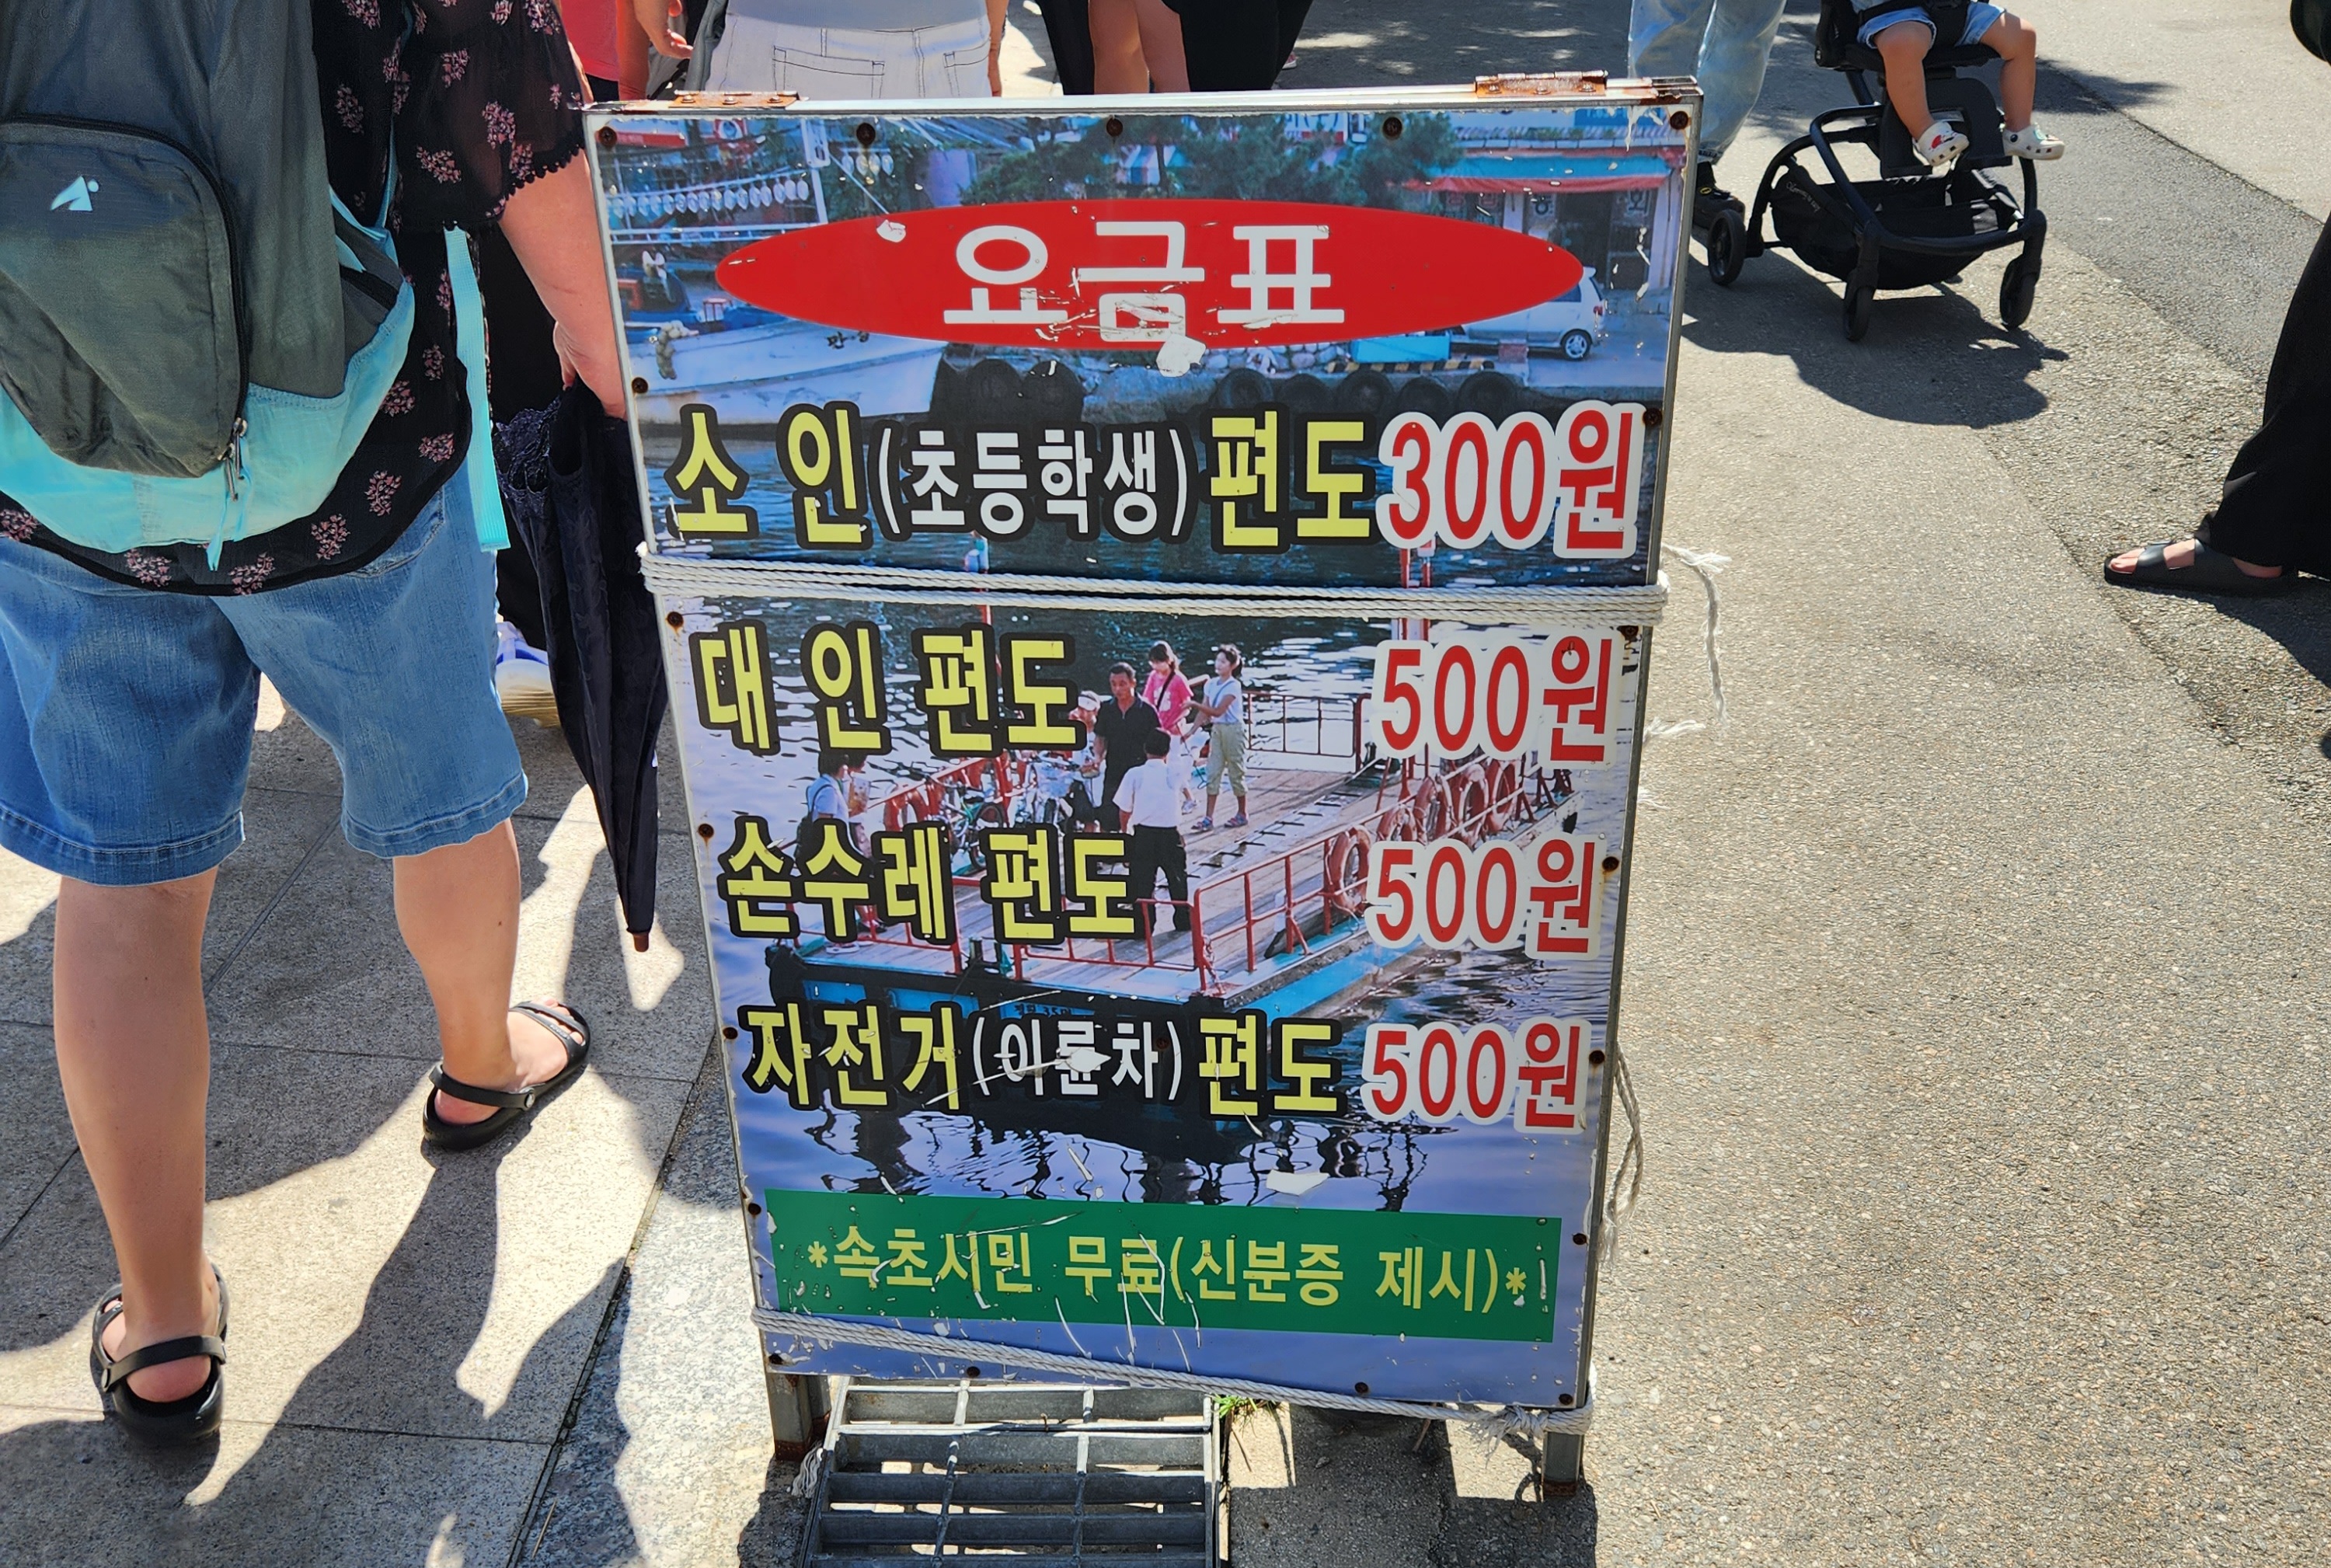 요금표
소 인(초등학생) 편도 300원
대 인 편도 500원
손수레 편도 500원
자전거(이륜차) 편도 500원
*속초시민 무료(신분증 제시)*